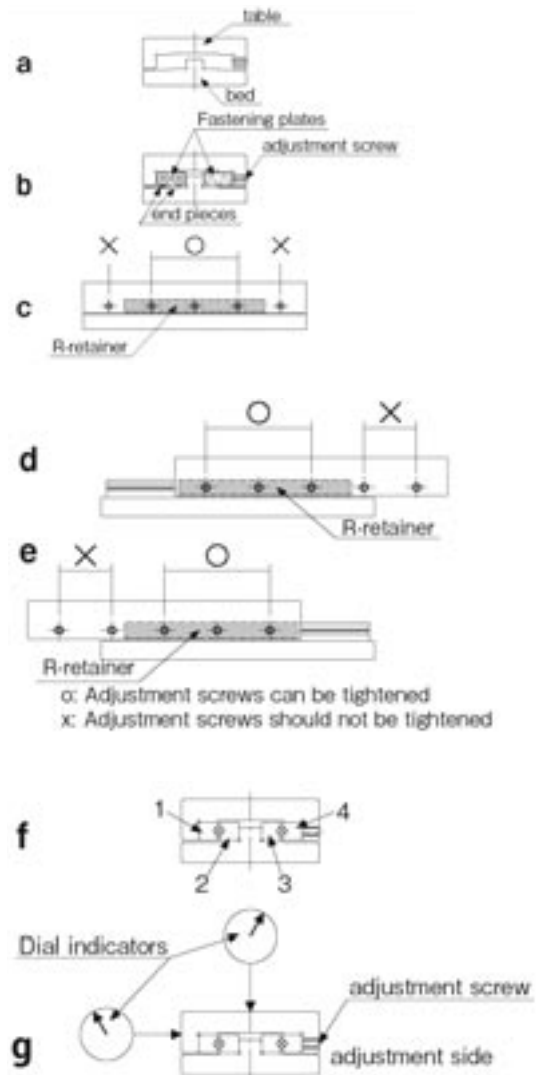 table
a
bed
Fastening plates
adjustment screw
b
end pieces
× ○ ×
c
R-retainer
○ ×
d
R-retainer
e
× ○
R-retainer
o: Adjustment screws can be tightened
x: Adjustment screws should not be tightened
1 4
f
2 3
Dial indicators
adjustment screw
g
adjustment side